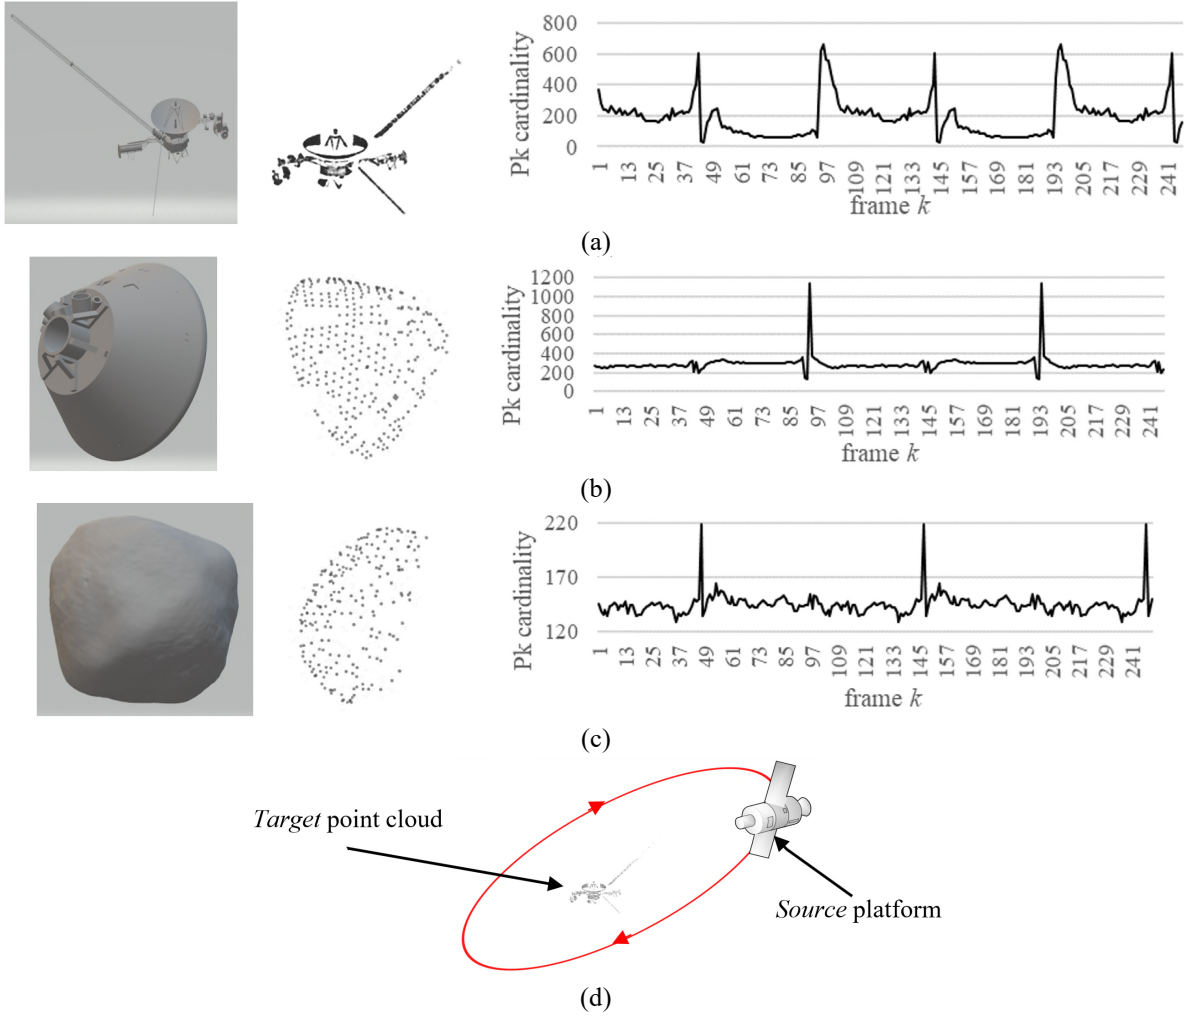 800
600
400
200
0
Pk cardinality
1 13 25 37 49 61 73 85 97 109 121 133 145 157 169 181 193 205 217 229 241
frame k
(a)
1200
1000
800
600
400
200
0
Pk cardinality
1 13 25 37 49 61 73 85 97 109 121 133 145 157 169 181 193 205 217 229 241
frame k
(b)
220
170
120
Pk cardinality
1 13 25 37 49 61 73 85 97 109 121 133 145 157 169 181 193 205 217 229 241
frame k
(c)
Target point cloud
Source platform
(d)